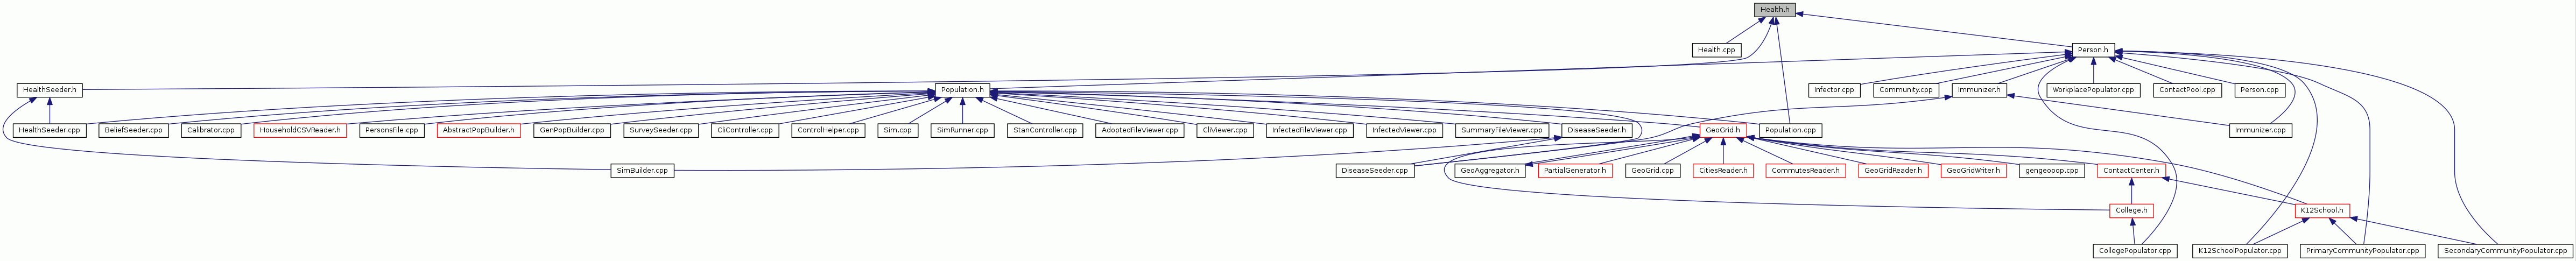 Health.h
Health.cpp
Person.h
HealthSeeder.h
Population.h
Infector.cpp
Community.cpp
Immunizer.h
WorkplacePopulator.cpp
ContactPool.cpp
Person.cpp
HealthSeeder.cpp
BeliefSeeder.cpp
Calibrator.cpp
HouseholdCSVReader.h
PersonsFile.cpp
AbstractPopBuilder.h
GenPopBuilder.cpp
SurveySeeder.cpp
CliController.cpp
ControlHelper.cpp
Sim.cpp
SimRunner.cpp
StanController.cpp
AdoptedFileViewer.cpp
CliViewer.cpp
InfectedFileViewer.cpp
InfectedViewer.cpp
SummaryFileViewer.cpp
DiseaseSeeder.h
GeoGrid.h
Population.cpp
Immunizer.cpp
SimBuilder.cpp
DiseaseSeeder.cpp
GeoAggregator.h
PartialGenerator.h
GeoGrid.cpp
CitiesReader.h
CommutesReader.h
GeoGridReader.h
GeoGridWriter.h
gengeopop.cpp
ContactCenter.h
College.h
K12School.h
CollegePopulator.cpp
K12SchoolPopulator.cpp
PrimaryCommunityPopulator.cpp
SecondaryCommunityPopulator.cpp